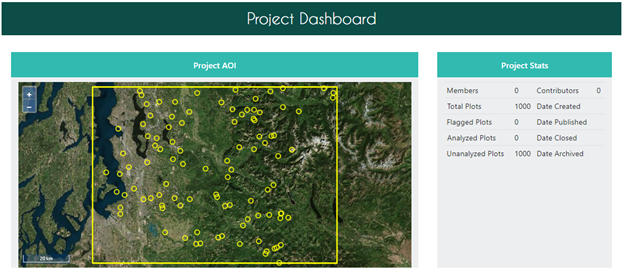 Project Dashboard
Project AOI
+
−
20 km
Project Stats
Members 0 Contributors 0
Total Plots 1000 Date Created
Flagged Plots 0 Date Published
Analyzed Plots 0 Date Closed
Unanalyzed Plots 1000 Date Archived